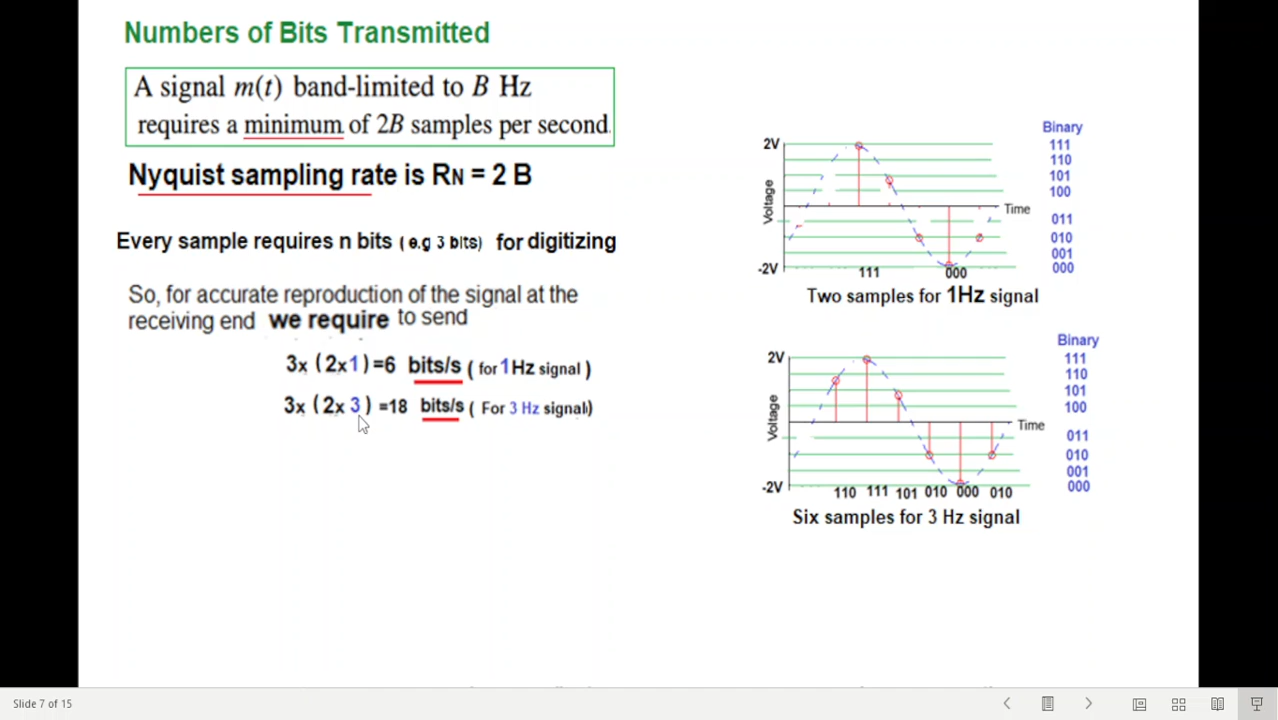 Numbers of Bits Transmitted
A signal m(t) band-limited to B Hz
requires a minimum of 2B samples per second.
Nyquist sampling rate is RN = 2 B
Every sample requires n bits ( e.g 3 bits) for digitizing
So, for accurate reproduction of the signal at the
receiving end we require to send
3x ( 2x1 ) =6 bits/s ( for 1Hz signal )
3x ( 2x 3 ) =18 bits/s ( For 3 Hz signal)
Binary
2V
111
110
101
100
Voltage
Time
011
010
001
-2V
000
111 000
Two samples for 1Hz signal
Binary
2V
111
110
101
100
Voltage
Time
011
010
001
-2V
000
110 111 101 010 000 010
Six samples for 3 Hz signal
Slide 7 of 15